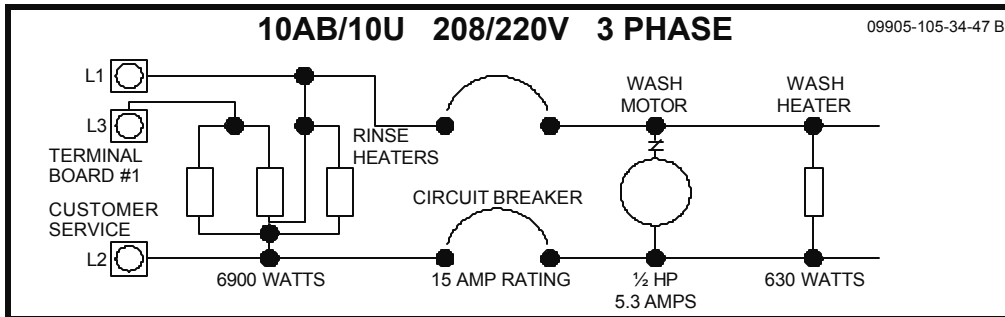 10AB/10U 208/220V 3 PHASE
09905-105-34-47 B
L1
L3
TERMINAL
BOARD #1
CUSTOMER
SERVICE
L2
RINSE
HEATERS
6900 WATTS
CIRCUIT BREAKER
15 AMP RATING
WASH
MOTOR
½ HP
5.3 AMPS
WASH
HEATER
630 WATTS